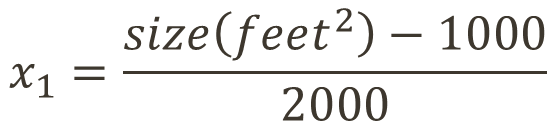 x₁ = (size(feet²) − 1000) / 2000